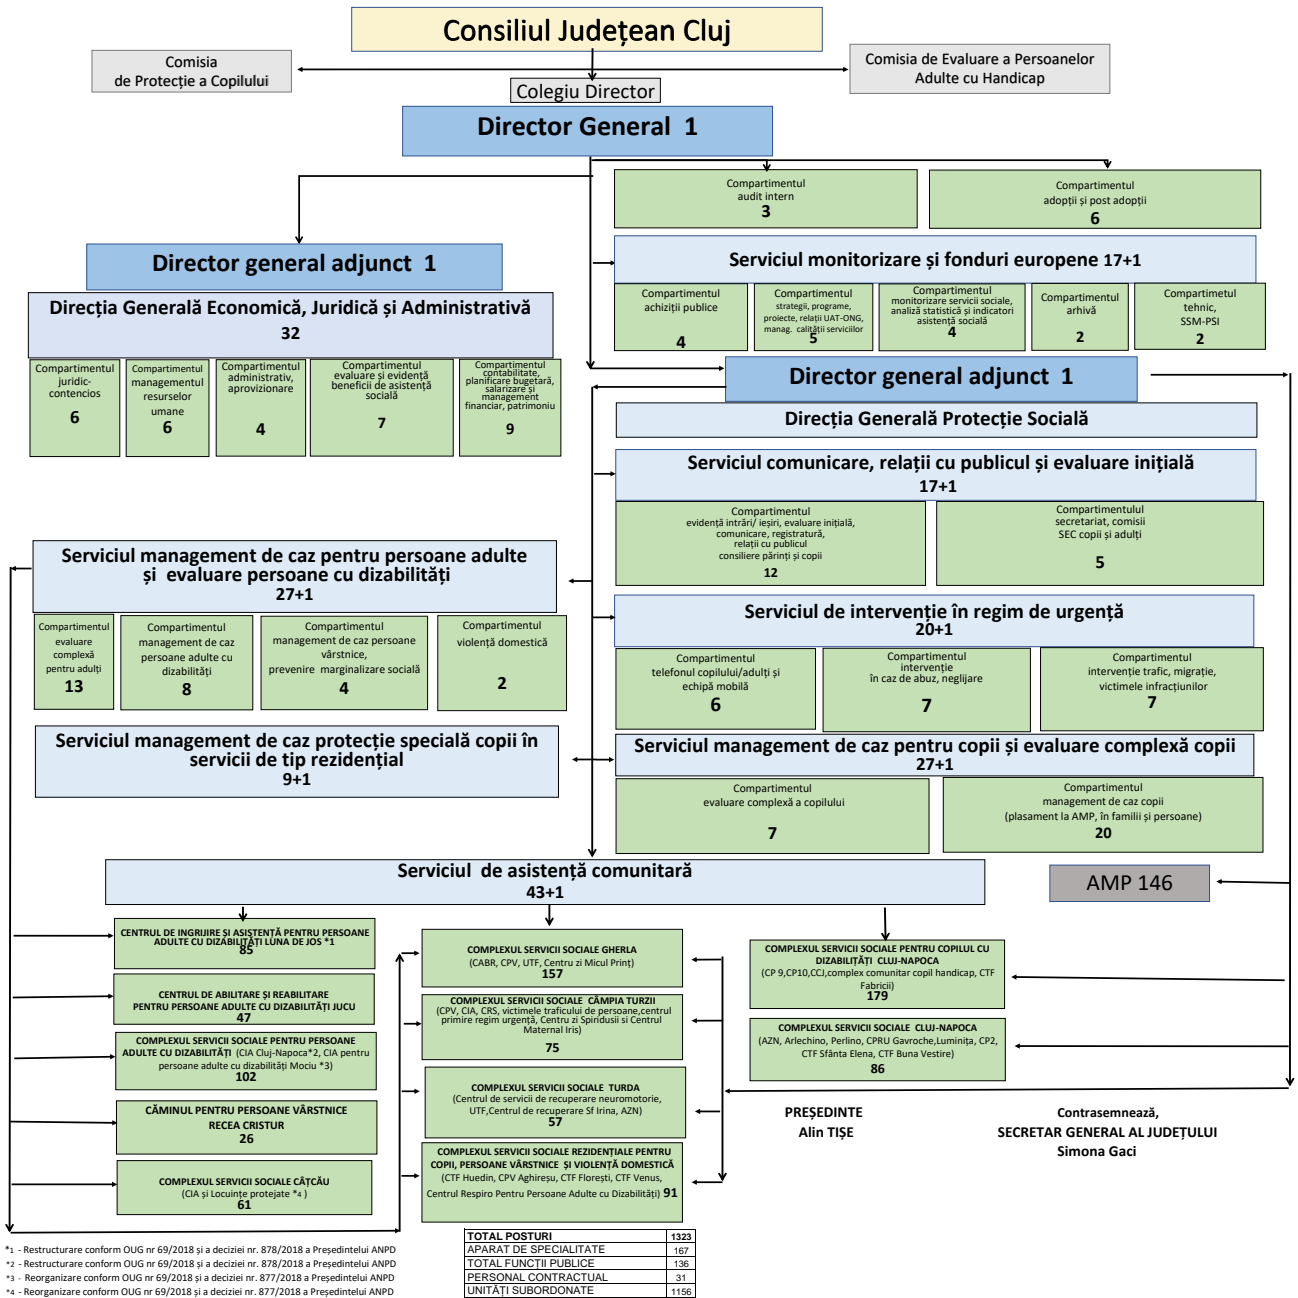 Consiliul Județean Cluj
Comisia
de Protecție a Copilului
Comisia de Evaluare a Persoanelor
Adulte cu Handicap
Colegiu Director
Director General 1
Compartimentul
audit intern
3
Compartimentul
adopții și post adopții
6
Director general adjunct 1
Direcția Generală Economică, Juridică și Administrativă
32
Compartimentul
juridic-
contencios
6
Compartimentul
managementul
resurselor
umane
6
Compartimentul
administrativ,
aprovizionare
4
Compartimentul
evaluare și evidență
beneficii de asistență
socială
7
Compartimentul
contabilitate,
planificare bugetară,
salarizare și
management
financiar, patrimoniu
9
Serviciul monitorizare și fonduri europene 17+1
Compartimentul
achiziții publice
4
Compartimentul
strategii, programe,
proiecte, relații UAT-ONG,
manag. calității serviciilor
5
Compartimentul
monitorizare servicii sociale,
analiză statistică și indicatori
asistență socială
4
Compartimentul
arhivă
2
Compartimetul
tehnic,
SSM-PSI
2
Director general adjunct 1
Direcția Generală Protecție Socială
Serviciul comunicare, relații cu publicul și evaluare inițială
17+1
Compartimentul
evidență intrări/ ieșiri, evaluare inițială,
comunicare, registratură,
relații cu publicul
consiliere părinți și copii
12
Compartimentulul
secretariat, comisii
SEC copii și adulți
5
Serviciul management de caz pentru persoane adulte
și evaluare persoane cu dizabilități
27+1
Compartimentul
evaluare
complexă
pentru adulți
13
Compartimentul
management de caz
persoane adulte cu
dizabilități
8
Compartimentul
management de caz persoane
vârstnice,
prevenire marginalizare socială
4
Compartimentul
violență domestică
2
Serviciul de intervenție în regim de urgență
20+1
Compartimentul
telefonul copilului/adulți și
echipă mobilă
6
Compartimentul
intervenție
în caz de abuz, neglijare
7
Compartimentul
intervenție trafic, migrație,
victimele infracțiunilor
7
Serviciul management de caz protecție specială copii în
servicii de tip rezidențial
9+1
Serviciul management de caz pentru copii și evaluare complexă copii
27+1
Compartimentul
evaluare complexă a copilului
7
Compartimentul
management de caz copii
(plasament la AMP, în familii și persoane)
20
Serviciul de asistență comunitară
43+1
AMP 146
CENTRUL DE INGRIJIRE ȘI ASISTENȚĂ PENTRU PERSOANE
ADULTE CU DIZABILITĂȚI LUNA DE JOS *1
85
CENTRUL DE ABILITARE ȘI REABILITARE
PENTRU PERSOANE ADULTE CU DIZABILITĂȚI JUCU
47
COMPLEXUL SERVICII SOCIALE PENTRU PERSOANE
ADULTE CU DIZABILITĂȚI (CIA Cluj-Napoca*2, CIA pentru
persoane adulte cu dizabilități Mociu *3)
102
CĂMINUL PENTRU PERSOANE VÂRSTNICE
RECEA CRISTUR
26
COMPLEXUL SERVICII SOCIALE CÂȚCĂU
(CIA și Locuințe protejate *4 )
61
COMPLEXUL SERVICII SOCIALE GHERLA
(CABR, CPV, UTF, Centru zi Micul Prinț)
157
COMPLEXUL SERVICII SOCIALE CÂMPIA TURZII
(CPV, CIA, CRS, victimele traficului de persoane,centrul
primire regim urgență, Centru zi Spiridusii si Centrul
Maternal Iris)
75
COMPLEXUL SERVICII SOCIALE TURDA
(Centrul de servicii de recuperare neuromotorie,
UTF,Centrul de recuperare Sf Irina, AZN)
57
COMPLEXUL SERVICII SOCIALE REZIDENȚIALE PENTRU
COPII, PERSOANE VÂRSTNICE ȘI VIOLENȚĂ DOMESTICĂ
(CTF Huedin, CPV Aghireșu, CTF Florești, CTF Venus,
Centrul Respiro Pentru Persoane Adulte cu Dizabilități) 91
COMPLEXUL SERVICII SOCIALE PENTRU COPILUL CU
DIZABILITĂȚI CLUJ-NAPOCA
(CP 9,CP10,CCJ,complex comunitar copil handicap, CTF
Fabricii)
179
COMPLEXUL SERVICII SOCIALE CLUJ-NAPOCA
(AZN, Arlechino, Perlino, CPRU Gavroche,Luminița, CP2,
CTF Sfânta Elena, CTF Buna Vestire)
86
PREȘEDINTE
Alin TIȘE
Contrasemnează,
SECRETAR GENERAL AL JUDEȚULUI
Simona Gaci
*1 - Restructurare conform OUG nr 69/2018 și a deciziei nr. 878/2018 a Președintelui ANPD
*2 - Restructurare conform OUG nr 69/2018 și a deciziei nr. 878/2018 a Președintelui ANPD
*3 - Reorganizare conform OUG nr 69/2018 și a deciziei nr. 877/2018 a Președintelui ANPD
*4 - Reorganizare conform OUG nr 69/2018 și a deciziei nr. 877/2018 a Președintelui ANPD
TOTAL POSTURI 1323
APARAT DE SPECIALITATE 167
TOTAL FUNCȚII PUBLICE 136
PERSONAL CONTRACTUAL 31
UNITĂȚI SUBORDONATE 1156